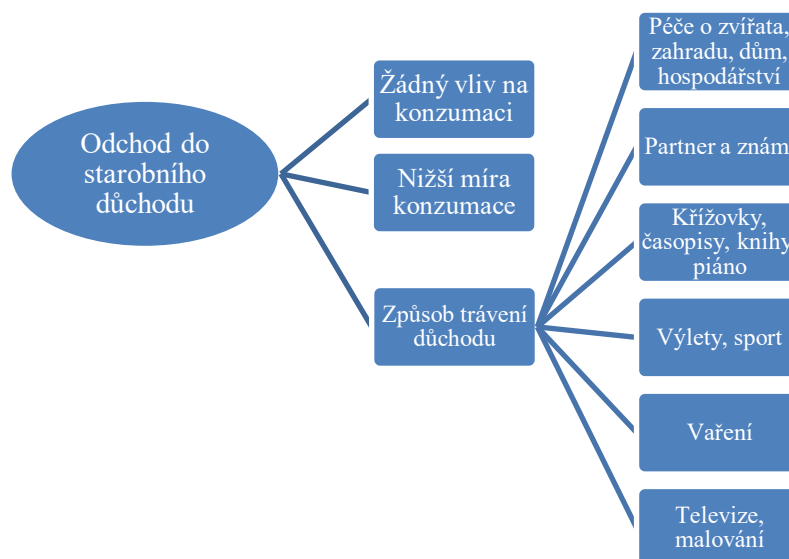 Odchod do
starobního
důchodu
Žádný vliv na
konzumaci
Nižší míra
konzumace
Způsob trávení
důchodu
Péče o zvířata,
zahradu, dům,
hospodářství
Partner a znám
Křížovky,
časopisy, knihy,
piáno
Výlety, sport
Vaření
Televize,
malování